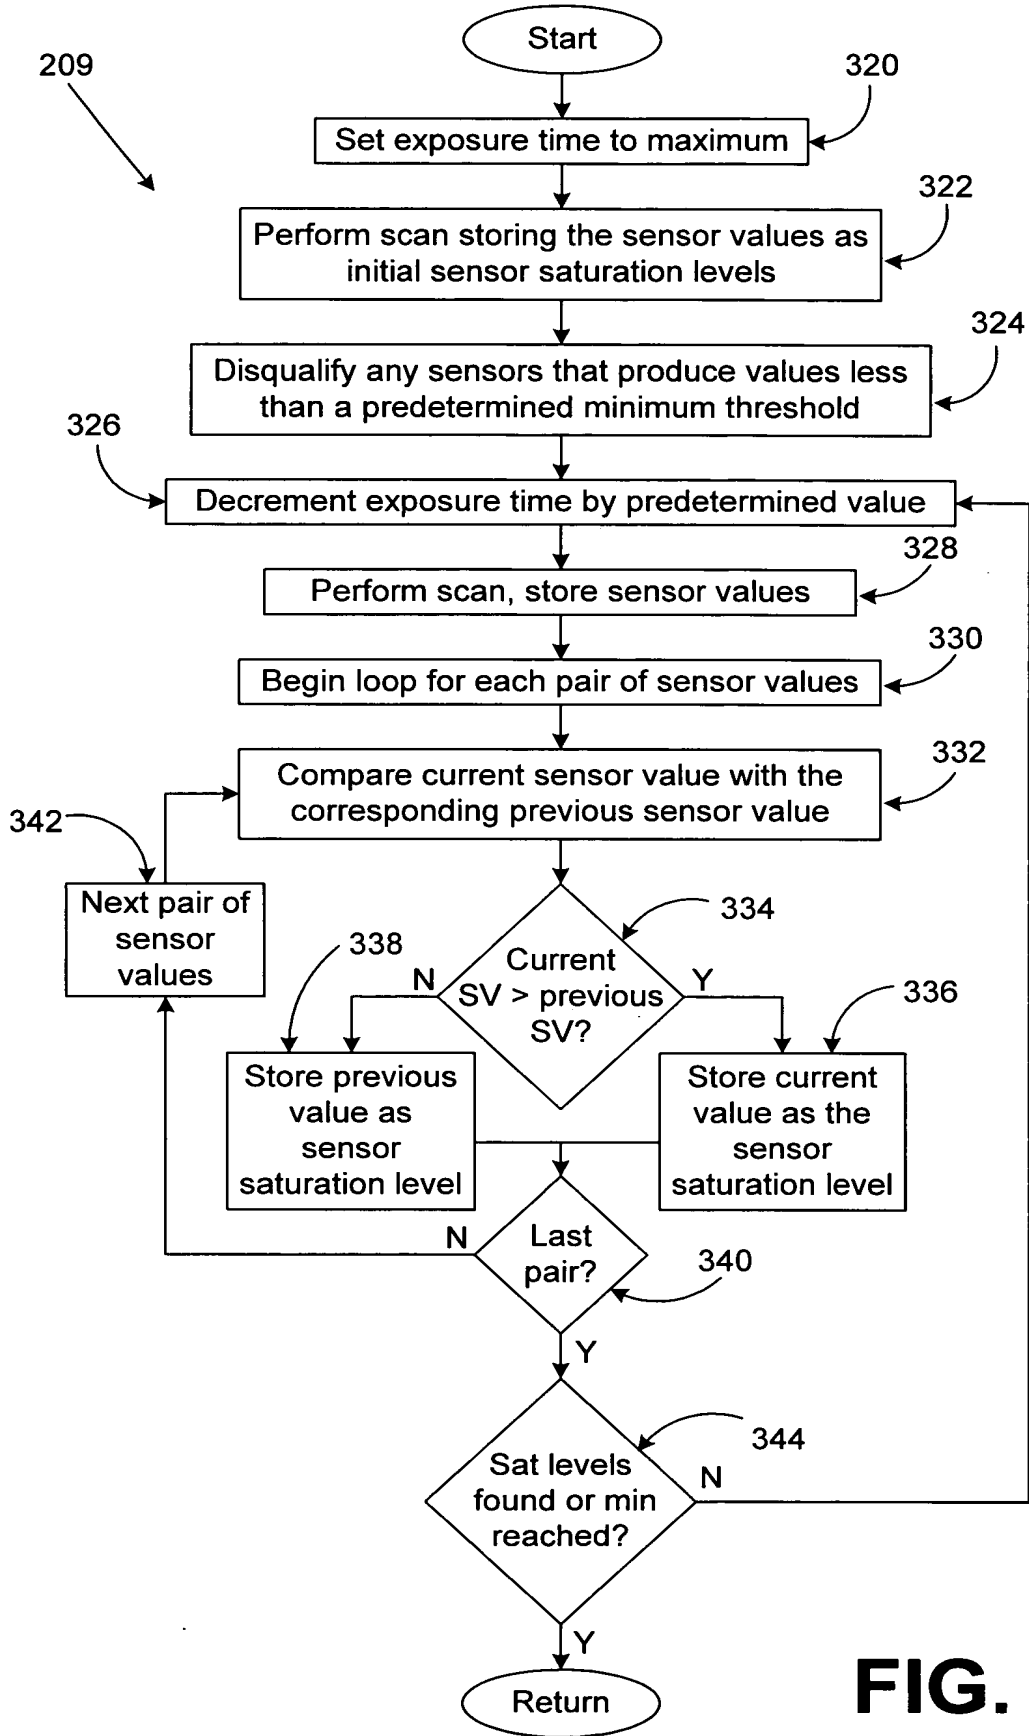 Start
209
320
Set exposure time to maximum
322
Perform scan storing the sensor values as
initial sensor saturation levels
324
Disqualify any sensors that produce values less
than a predetermined minimum threshold
326
Decrement exposure time by predetermined value
328
Perform scan, store sensor values
330
Begin loop for each pair of sensor values
332
Compare current sensor value with the
corresponding previous sensor value
342
Next pair of
sensor
values
334
Current
SV > previous
SV?
N
Y
338
336
Store previous
value as
sensor
saturation level
Store current
value as the
sensor
saturation level
N
Last
pair?
340
Y
344
Sat levels
found or min
reached?
N
Y
Return
FIG.